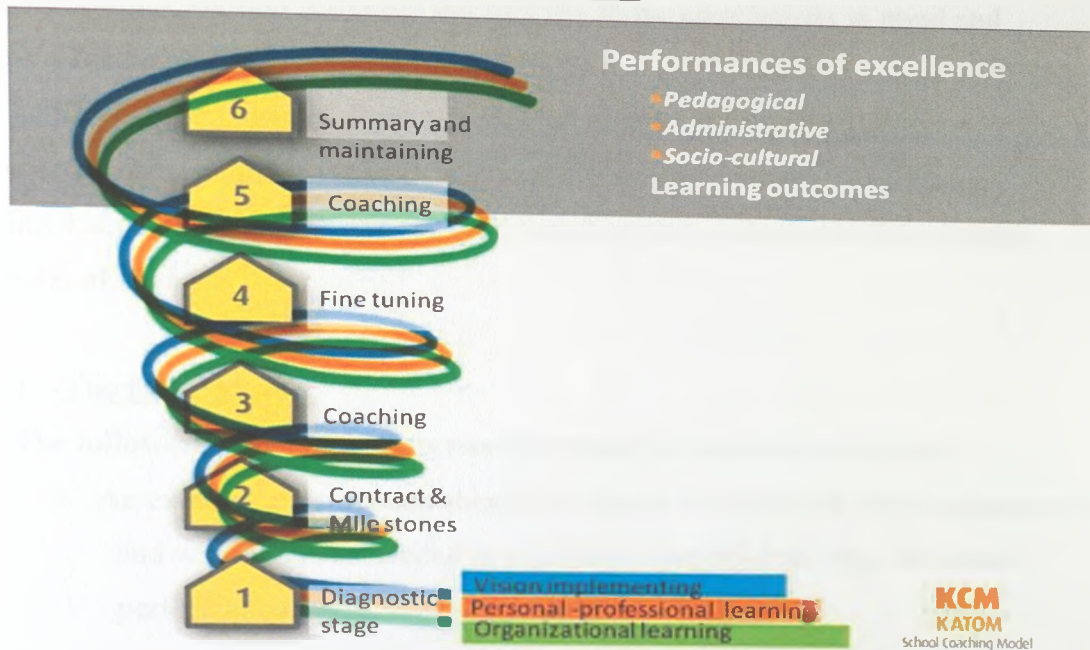 Performances of excellence
Pedagogical
Administrative
Socio-cultural
Learning outcomes
6
Summary and
maintaining
5
Coaching
4
Fine tuning
3
Coaching
2
Contract &
Mile stones
1
Diagnostic
stage
Vision implementing
Personal-professional learning
Organizational learning
KCM
KATOM
School Coaching Model